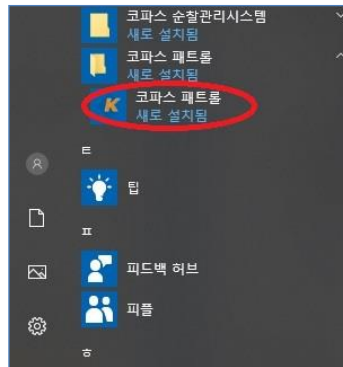 코파스 순찰관리시스템
새로 설치됨
코파스 패트롤
새로 설치됨
K 코파스 패트롤
새로 설치됨
ㅌ
팁
ㅍ
피드백 허브
피플
ㅎ